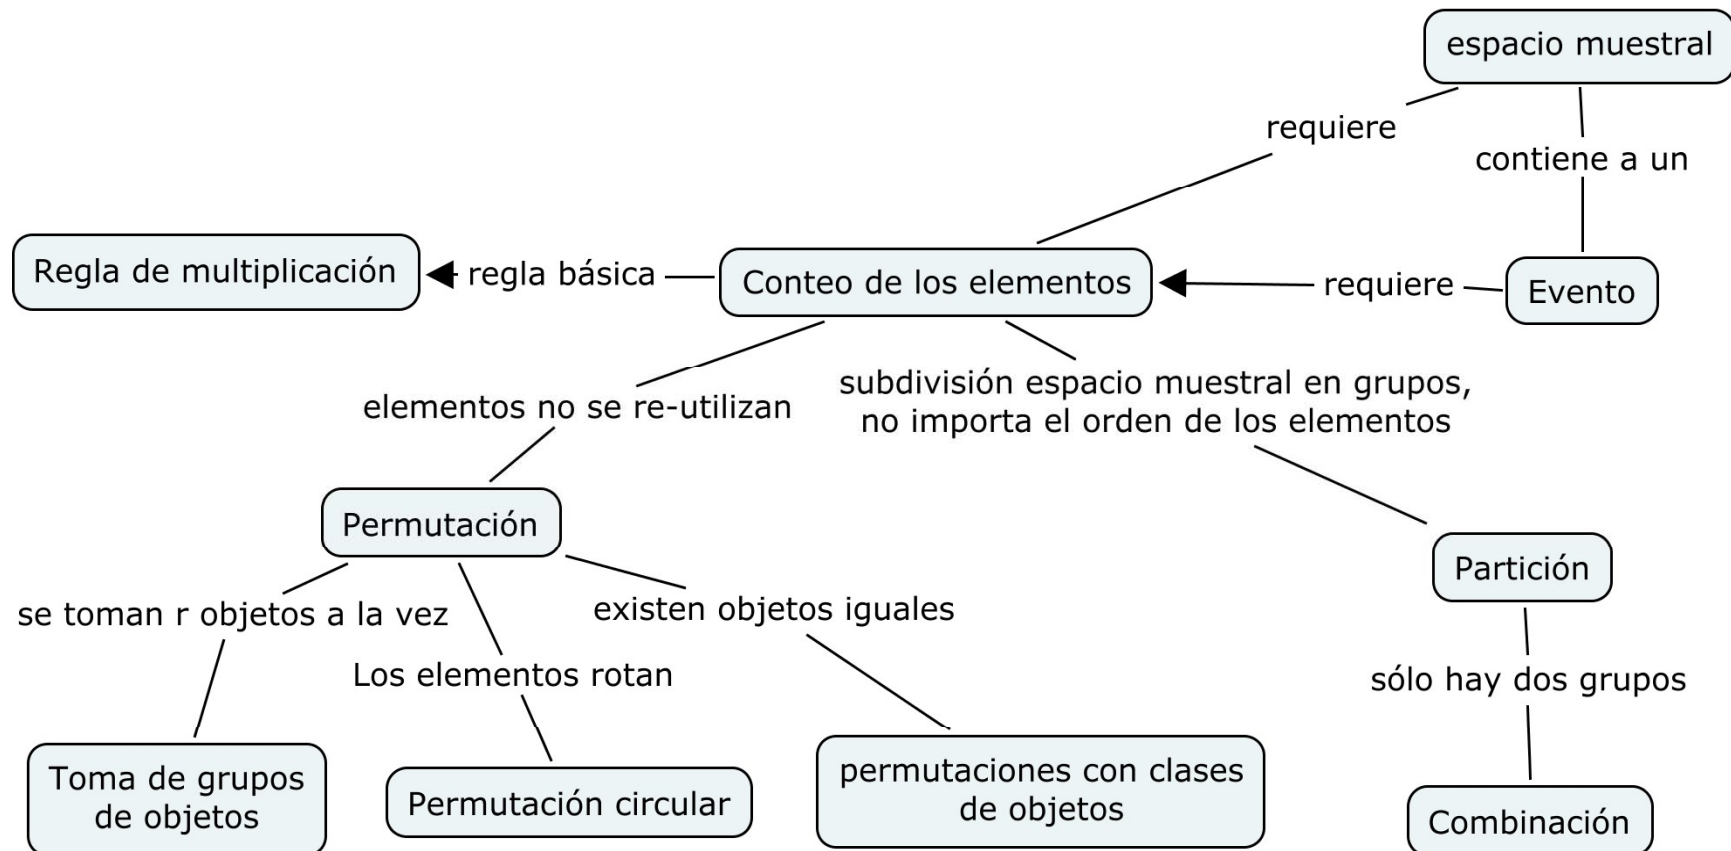 espacio muestral
requiere
contiene a un
Regla de multiplicación
regla básica
Conteo de los elementos
requiere
Evento
elementos no se re-utilizan
subdivisión espacio muestral en grupos,
no importa el orden de los elementos
Permutación
Partición
se toman r objetos a la vez
existen objetos iguales
Los elementos rotan
sólo hay dos grupos
Toma de grupos
de objetos
Permutación circular
permutaciones con clases
de objetos
Combinación